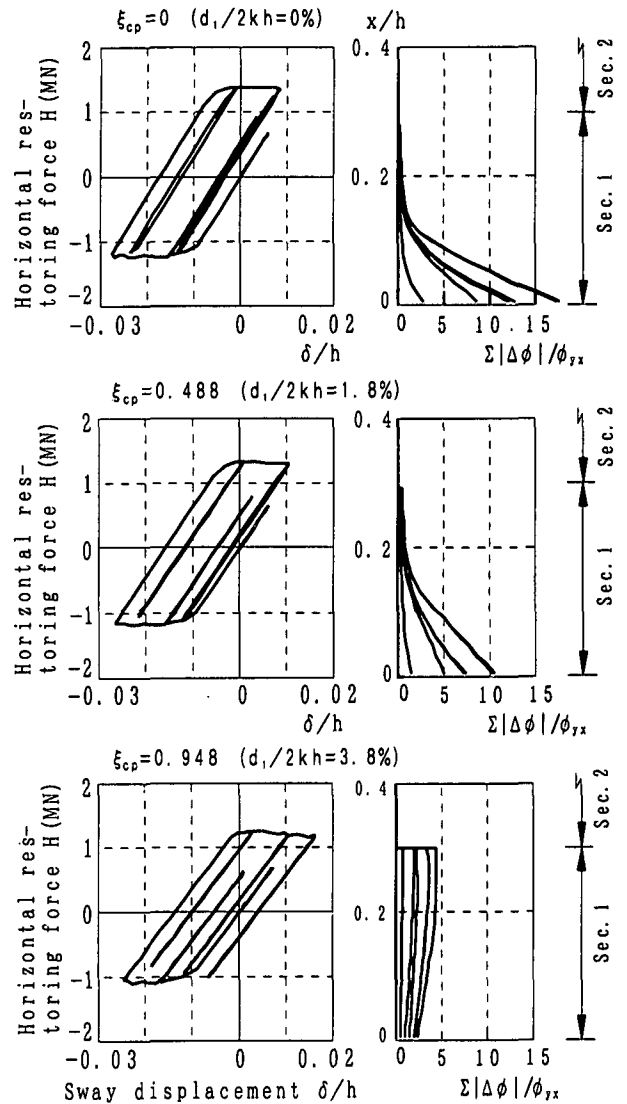 ξcp=0 (d₁/2kh=0%)
x/h
Horizontal res-
toring force H(MN)
2
1
0
-1
-2
-0.03
0
0.02
δ/h
0.4
0.2
0
0
5
10
15
Σ|Δϕ|/ϕyx
Sec. 2
Sec. 1
ξcp=0.488 (d₁/2kh=1.8%)
Horizontal res-
toring force H(MN)
2
1
0
-1
-2
-0.03
0
0.02
δ/h
0.4
0.2
0
0
5
10
15
Σ|Δϕ|/ϕyx
Sec. 2
Sec. 1
ξcp=0.948 (d₁/2kh=3.8%)
Horizontal res-
toring force H(MN)
2
1
0
-1
-2
-0.03
0
0.02
Sway displacement δ/h
0.4
0.2
0
0
5
10
15
Σ|Δϕ|/ϕyx
Sec. 2
Sec. 1